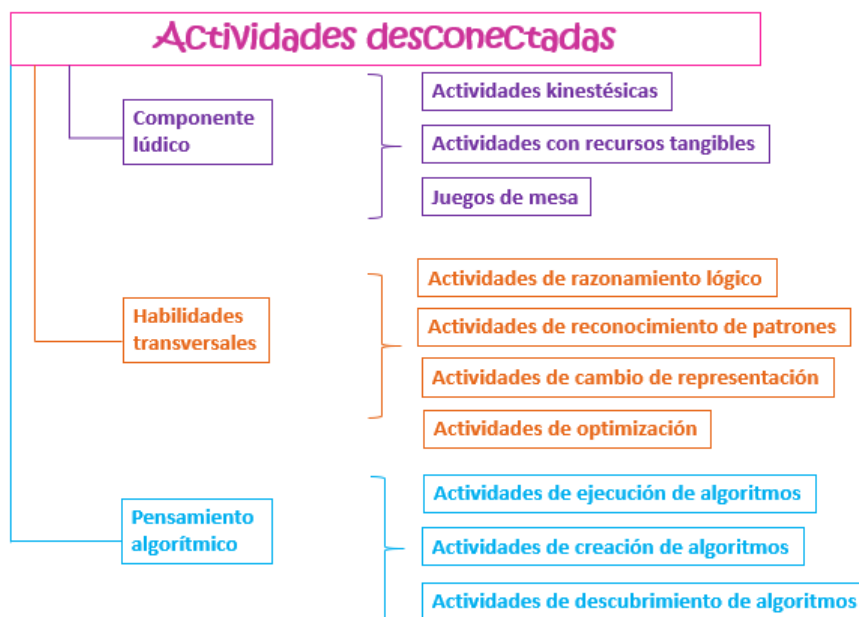 Actividades desconectadas
Componente
lúdico
Actividades kinestésicas
Actividades con recursos tangibles
Juegos de mesa
Habilidades
transversales
Actividades de razonamiento lógico
Actividades de reconocimiento de patrones
Actividades de cambio de representación
Actividades de optimización
Pensamiento
algorítmico
Actividades de ejecución de algoritmos
Actividades de creación de algoritmos
Actividades de descubrimiento de algoritmos